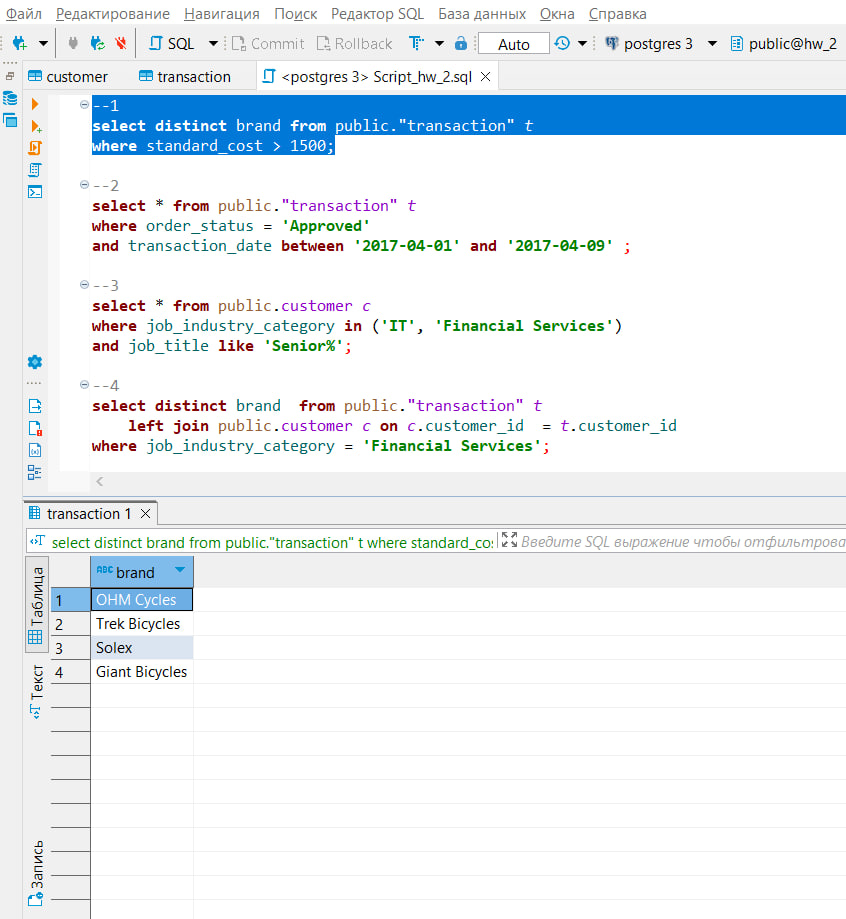 Файл Редактирование Навигация Поиск Редактор SQL База данных Окна Справка
SQL Commit Rollback Auto postgres 3 public@hw_2
customer transaction <postgres 3> Script_hw_2.sql
--1
select distinct brand from public."transaction" t
where standard_cost > 1500;
--2
select * from public."transaction" t
where order_status = 'Approved'
and transaction_date between '2017-04-01' and '2017-04-09' ;
--3
select * from public.customer c
where job_industry_category in ('IT', 'Financial Services')
and job_title like 'Senior%';
--4
select distinct brand  from public."transaction" t
    left join public.customer c on c.customer_id  = t.customer_id
where job_industry_category = 'Financial Services';
transaction 1
select distinct brand from public."transaction" t where standard_cos Введите SQL выражение чтобы отфильтрова
Таблица
Текст
Запись
ABC brand
1 OHM Cycles
2 Trek Bicycles
3 Solex
4 Giant Bicycles